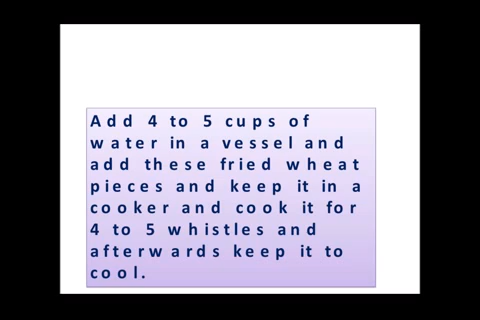 Add 4 to 5 cups of
water in a vessel and
add these fried wheat
pieces and keep it in a
cooker and cook it for
4 to 5 whistles and
afterwards keep it to
cool.